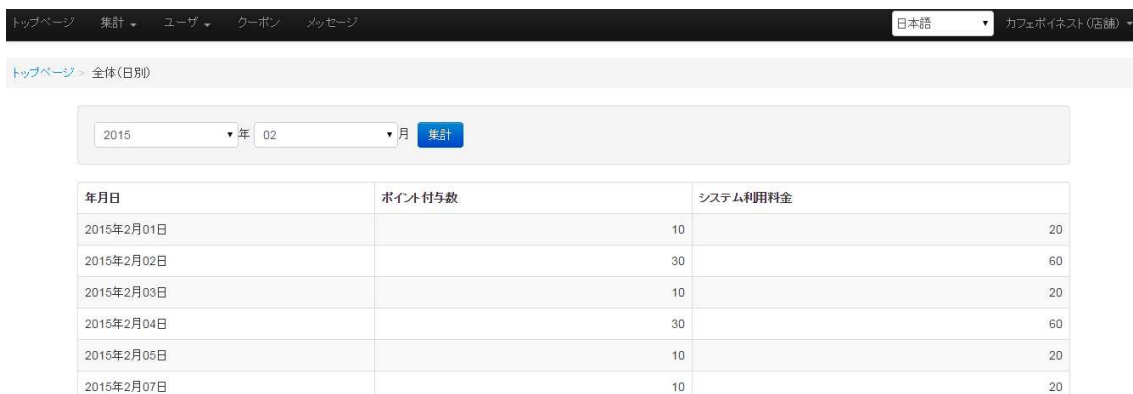 トップページ 集計 ユーザ クーポン メッセージ 日本語 カフェポイネスト(店舗)
トップページ > 全体(日別)
2015 年 02 月 集計
年月日 ポイント付与数 システム利用料金
2015年2月01日 10 20
2015年2月02日 30 60
2015年2月03日 10 20
2015年2月04日 30 60
2015年2月05日 10 20
2015年2月07日 10 20